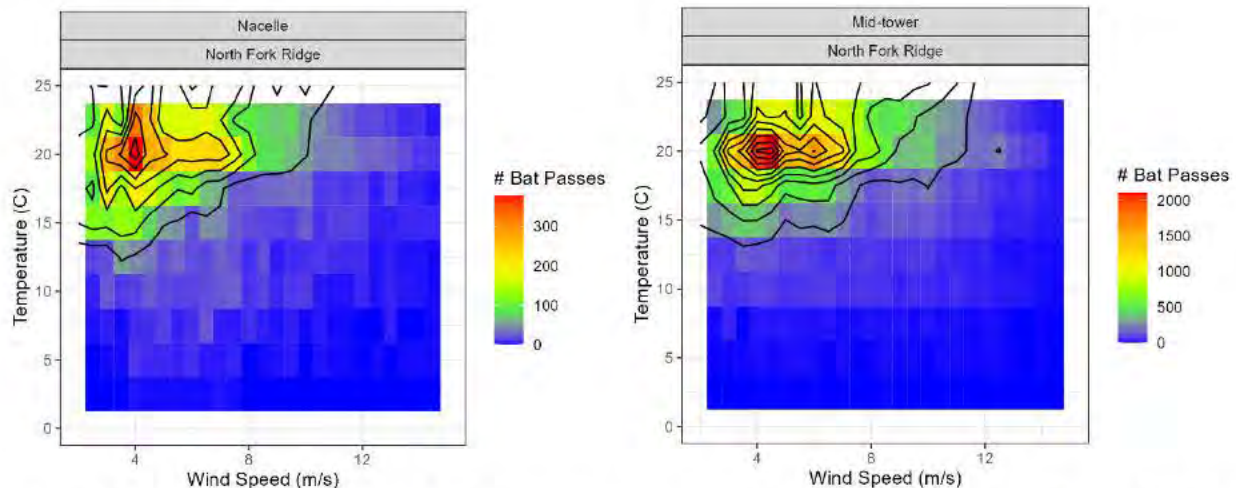 Nacelle
North Fork Ridge
Temperature (C)
25
20
15
10
5
0
4
8
12
Wind Speed (m/s)
# Bat Passes
300
200
100
0
Mid-tower
North Fork Ridge
Temperature (C)
25
20
15
10
5
0
4
8
12
Wind Speed (m/s)
# Bat Passes
2000
1500
1000
500
0